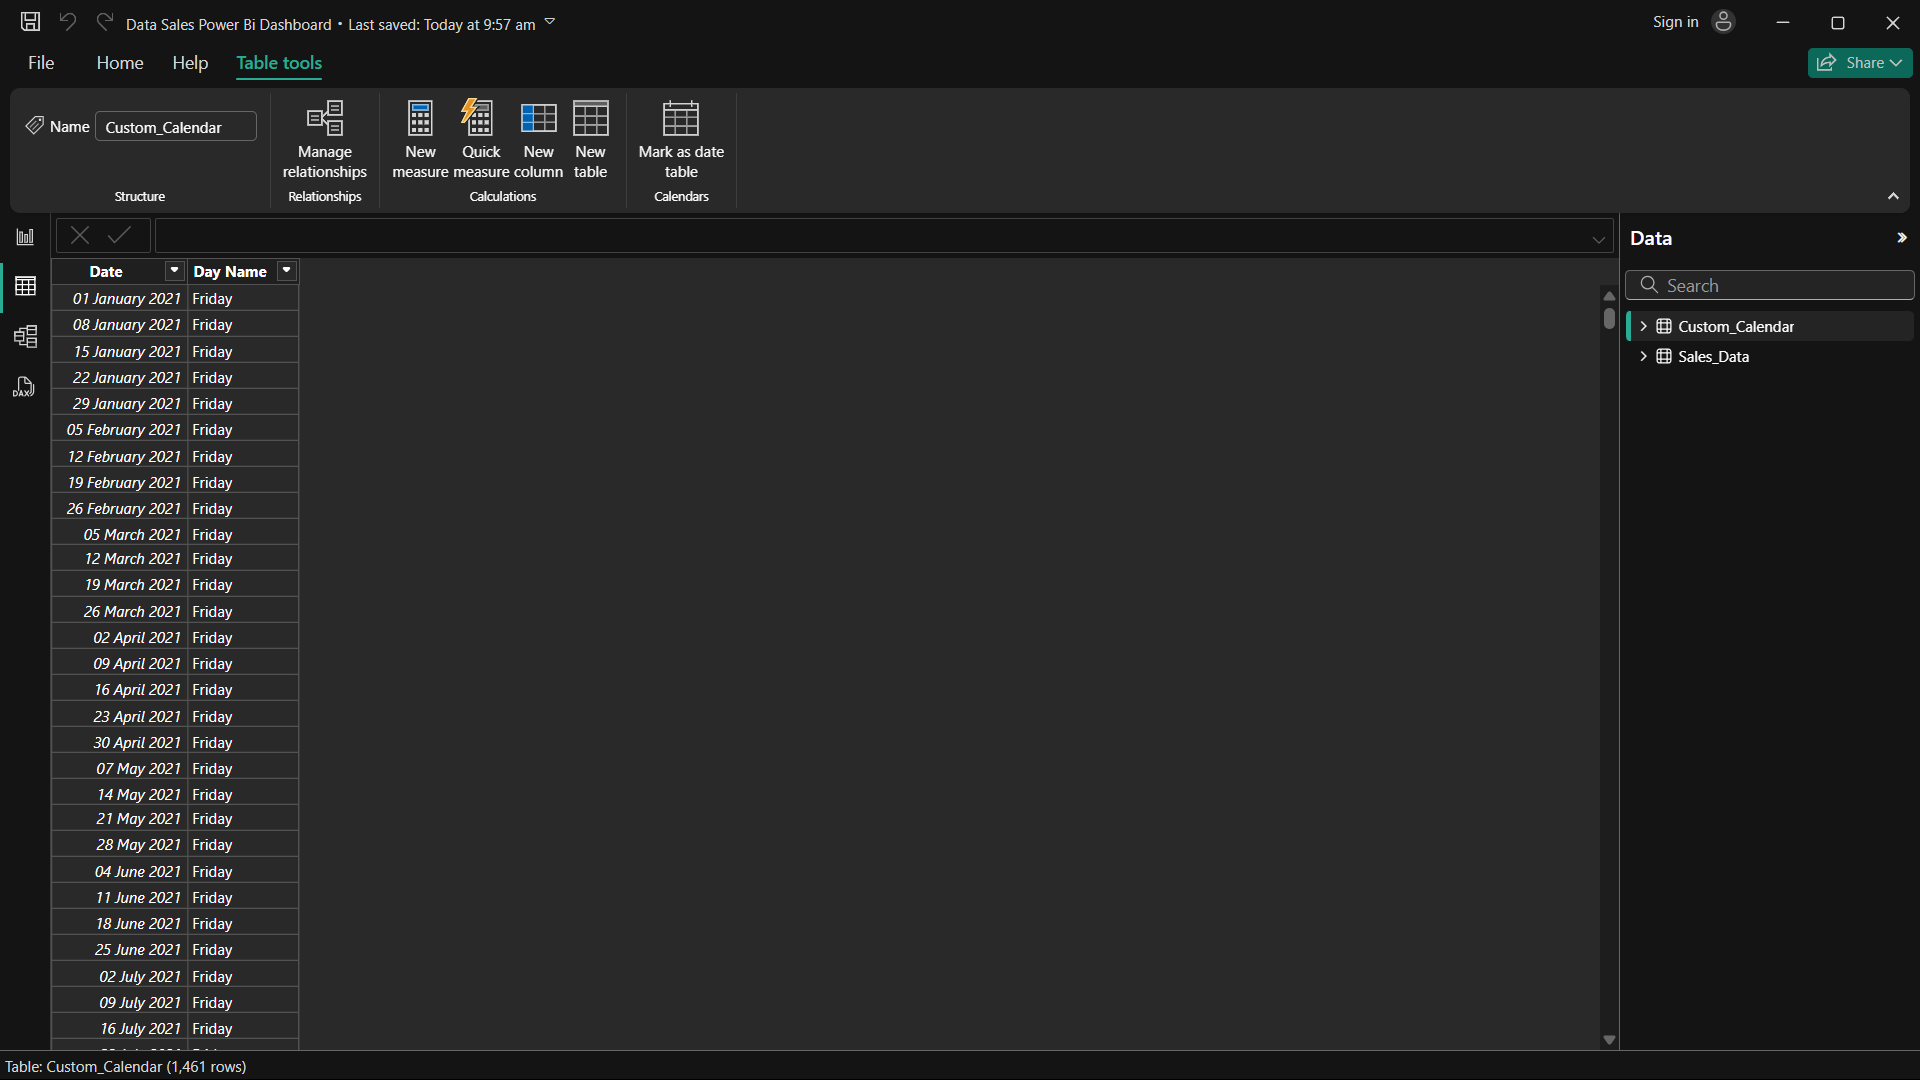 Data Sales Power Bi Dashboard • Last saved: Today at 9:57 am
Sign in
File Home Help Table tools
Share
Name Custom_Calendar
Structure
Manage relationships
Relationships
New measure
Quick measure
New column
New table
Calculations
Mark as date table
Calendars
Data
Search
Custom_Calendar
Sales_Data
DAX
Date Day Name
01 January 2021 Friday
08 January 2021 Friday
15 January 2021 Friday
22 January 2021 Friday
29 January 2021 Friday
05 February 2021 Friday
12 February 2021 Friday
19 February 2021 Friday
26 February 2021 Friday
05 March 2021 Friday
12 March 2021 Friday
19 March 2021 Friday
26 March 2021 Friday
02 April 2021 Friday
09 April 2021 Friday
16 April 2021 Friday
23 April 2021 Friday
30 April 2021 Friday
07 May 2021 Friday
14 May 2021 Friday
21 May 2021 Friday
28 May 2021 Friday
04 June 2021 Friday
11 June 2021 Friday
18 June 2021 Friday
25 June 2021 Friday
02 July 2021 Friday
09 July 2021 Friday
16 July 2021 Friday
Table: Custom_Calendar (1,461 rows)